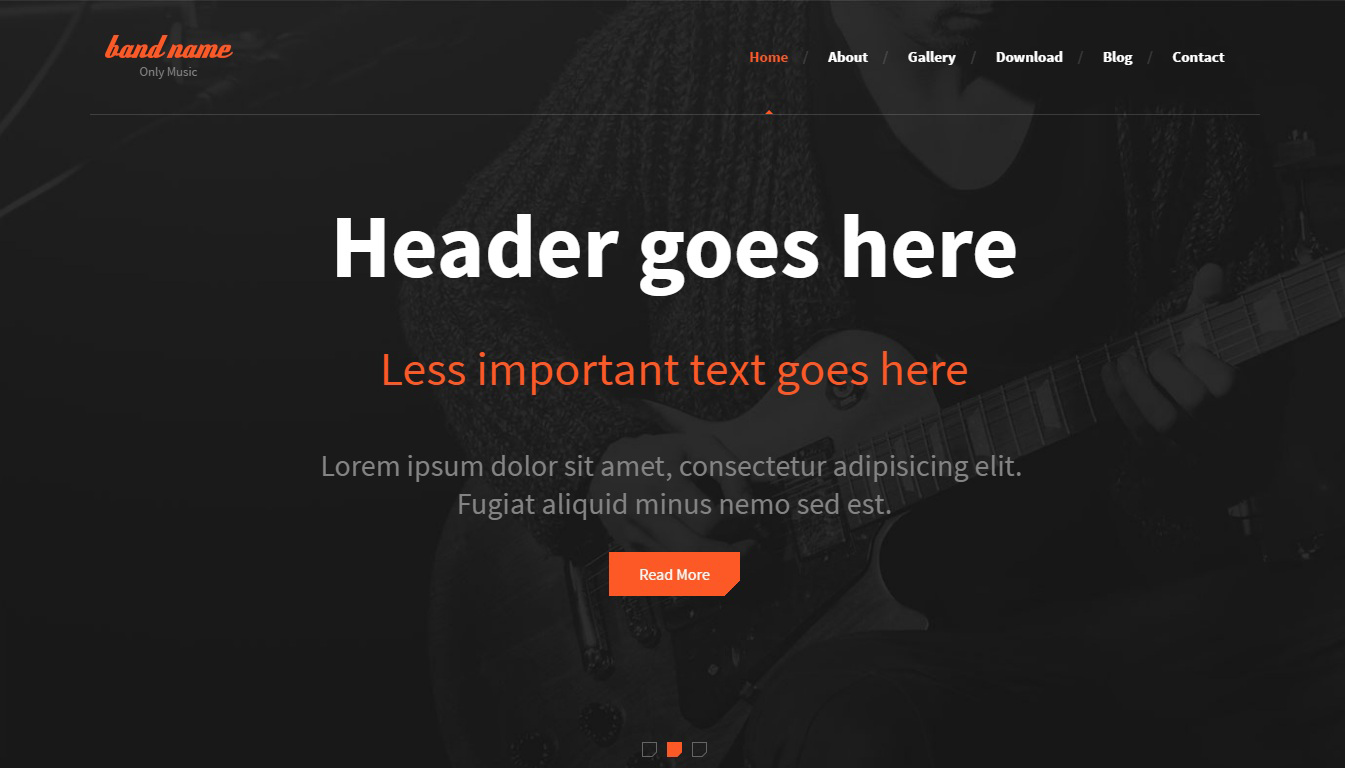 band name
Only Music
Home / About / Gallery / Download / Blog / Contact
Header goes here
Less important text goes here
Lorem ipsum dolor sit amet, consectetur adipisicing elit.
Fugiat aliquid minus nemo sed est.
Read More